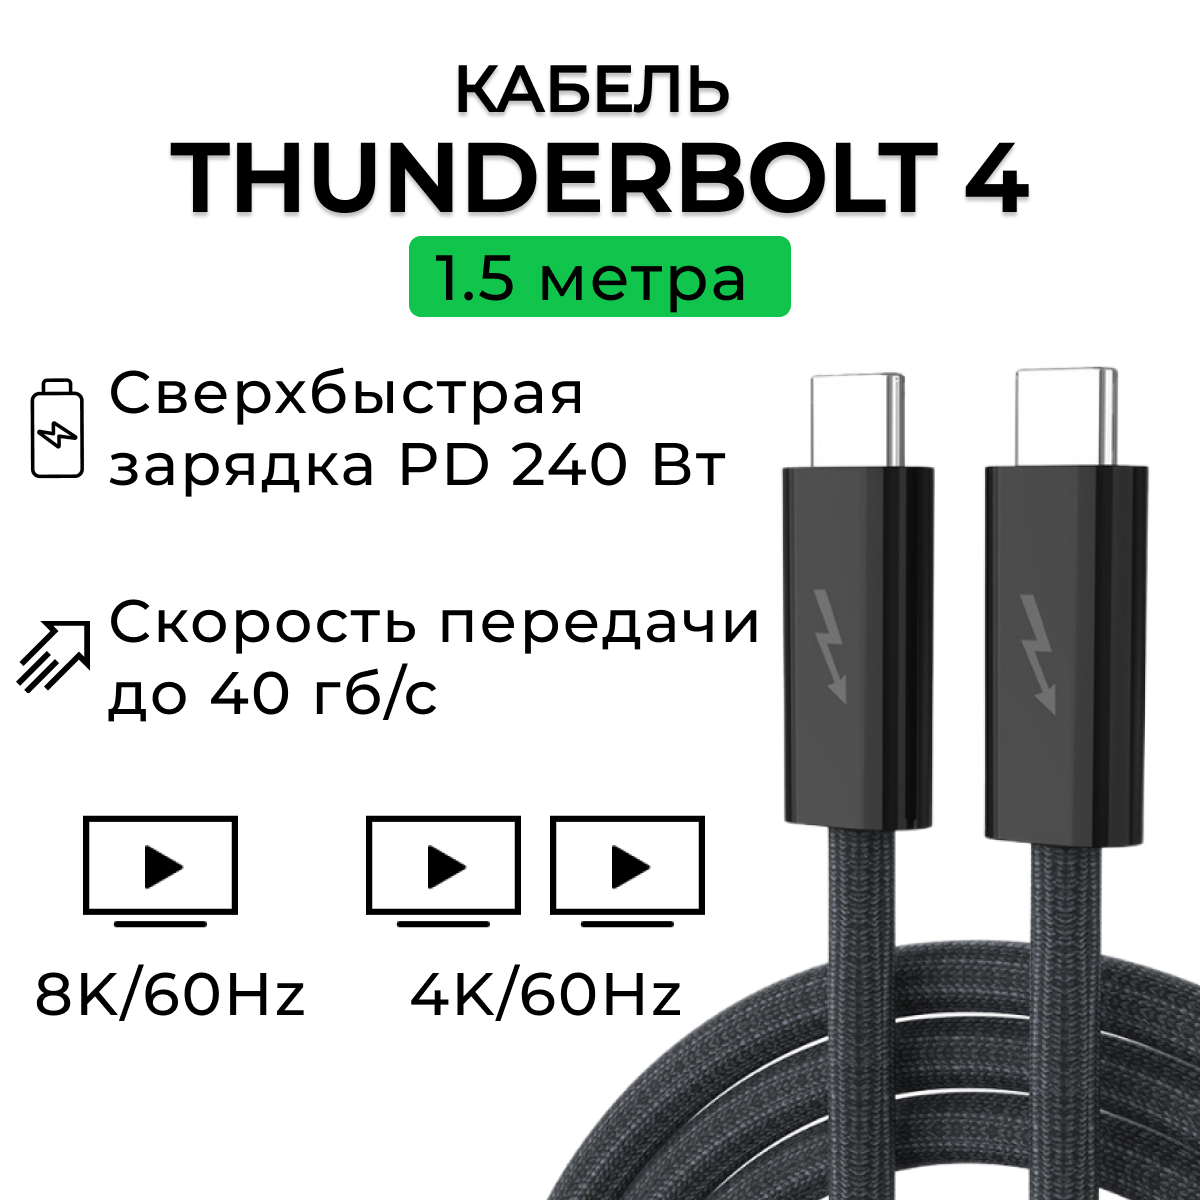 КАБЕЛЬ
THUNDERBOLT 4
1.5 метра
Сверхбыстрая
зарядка PD 240 Вт
Скорость передачи
до 40 гб/с
8K/60Hz
4K/60Hz